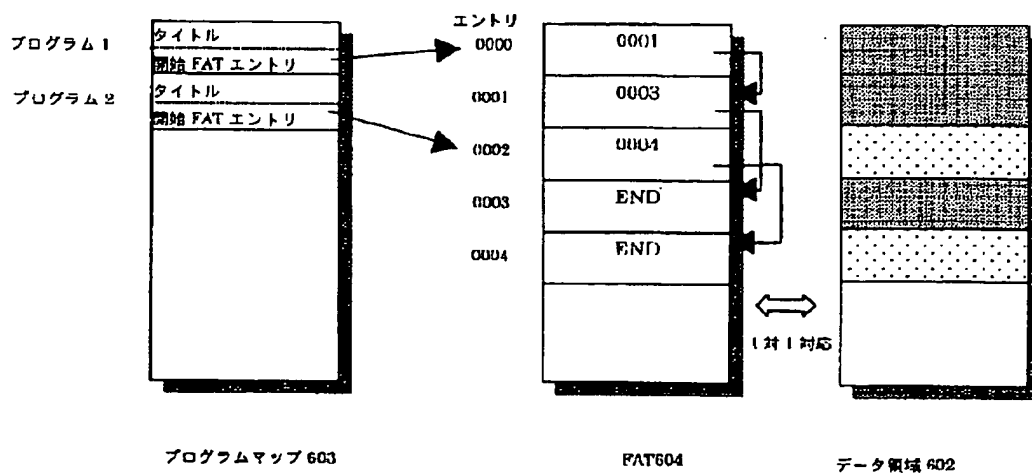 プログラム 1
タイトル
開始 FAT エントリ
プログラム 2
タイトル
開始 FAT エントリ
プログラムマップ 603
エントリ
0000
0001
0002
0003
0004
0001
0003
0004
END
END
FAT604
1 対 1 対応
データ領域 602